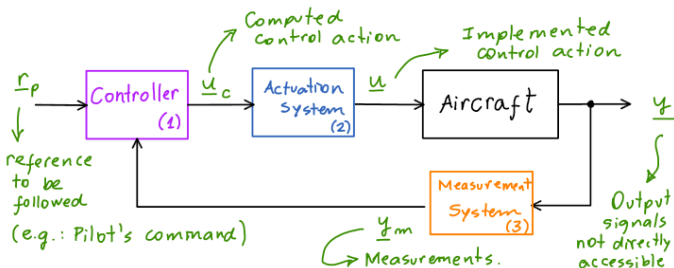 Computed
control action
Implemented
control action
r_p
Controller
(1)
u_c
Actuation
System
(2)
u
Aircraft
y
reference
to be
followed
(e.g.: Pilot's command)
Measurement
System
(3)
y_m
Measurements.
Output
signals
not directly
accessible